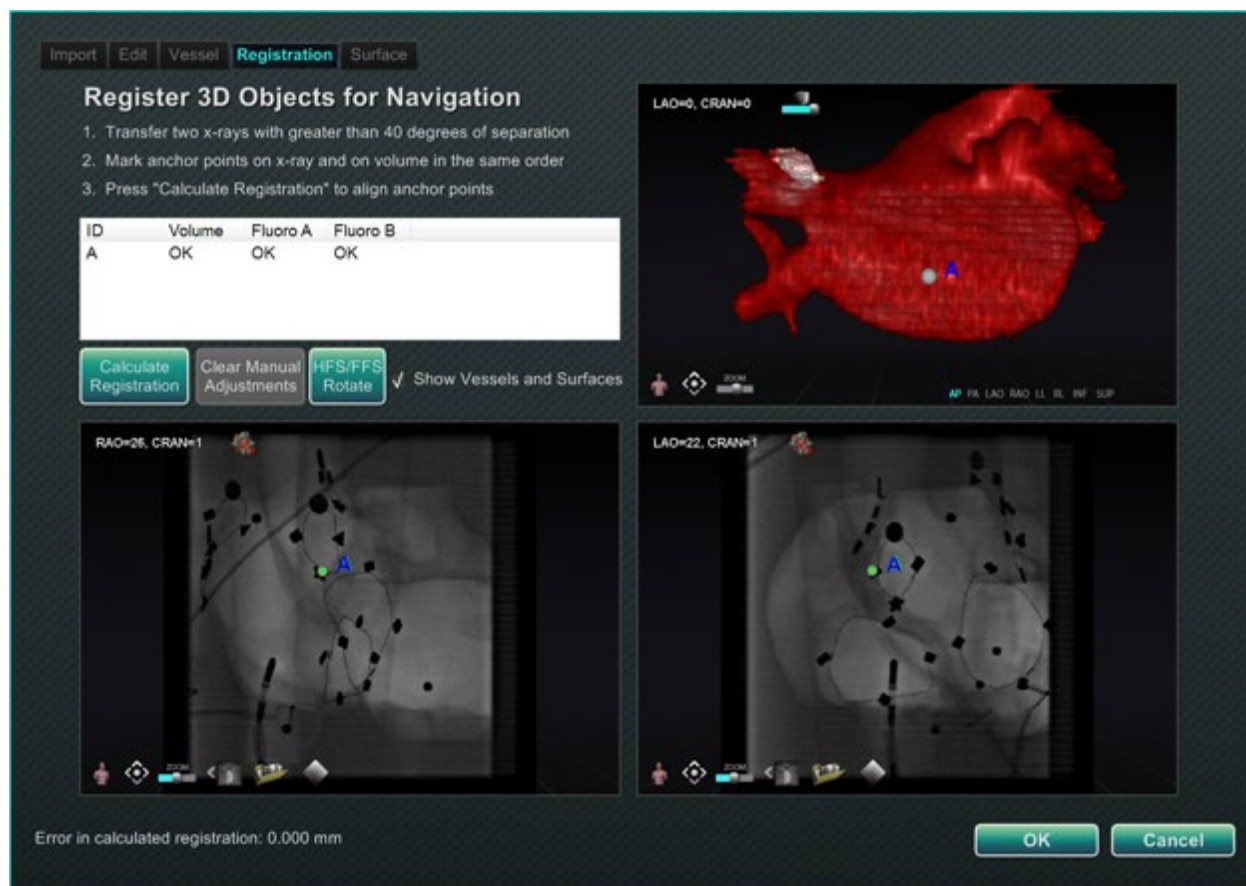 Import Edit Vessel Registration Surface
Register 3D Objects for Navigation
1. Transfer two x-rays with greater than 40 degrees of separation
2. Mark anchor points on x-ray and on volume in the same order
3. Press "Calculate Registration" to align anchor points
ID Volume Fluoro A Fluoro B
A OK OK OK
Calculate
Registration
Clear Manual
Adjustments
HFS/FFS
Rotate
√ Show Vessels and Surfaces
LAO=0, CRAN=0
A
ZOOM
AP PA LAO RAO LL RL INF SUP
RAO=26, CRAN=1
A
ZOOM
LAO=22, CRAN=1
A
ZOOM
Error in calculated registration: 0.000 mm
OK Cancel